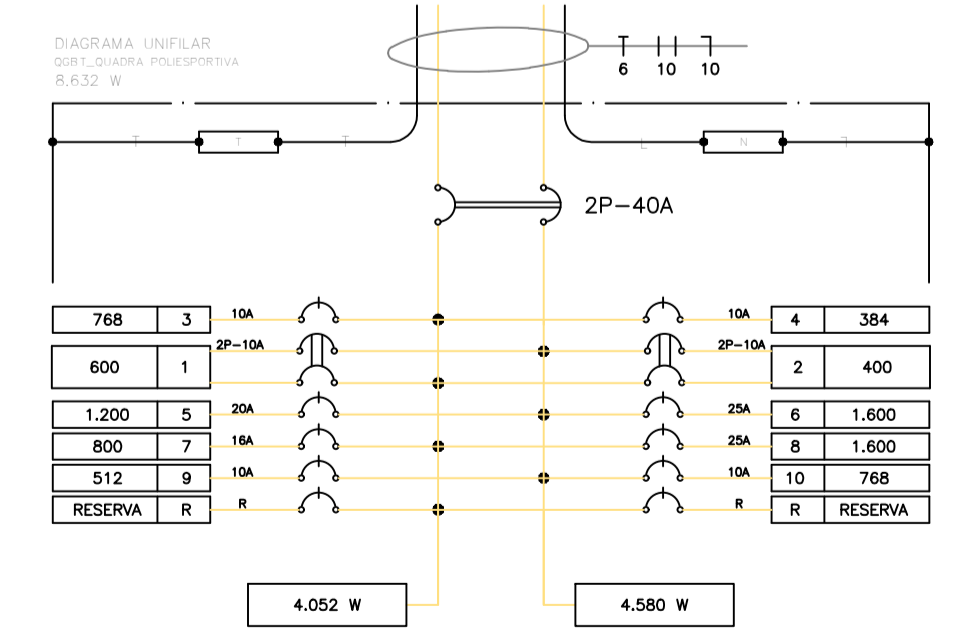 DIAGRAMA UNIFILAR
QGBT_QUADRA POLIESPORTIVA
8,632 W
6 10 10
T T T
L N
2P-40A
768 3 10A 10A 4 384
2P-10A 2P-10A
600 1 2 400
1.200 5 20A 25A 6 1.600
800 7 16A 25A 8 1.600
512 9 10A 10A 10 768
RESERVA R R R R RESERVA
4.052 W 4.580 W